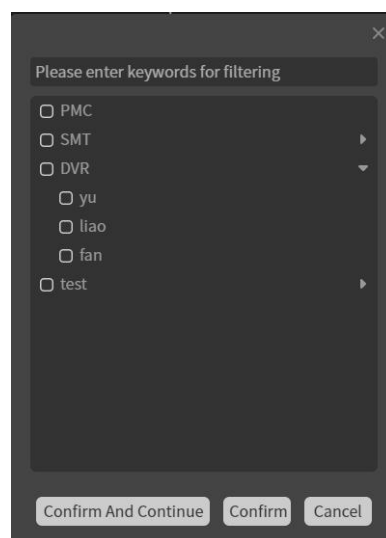 Please enter keywords for filtering
PMC
SMT
DVR
yu
liao
fan
test
Confirm And Continue Confirm Cancel